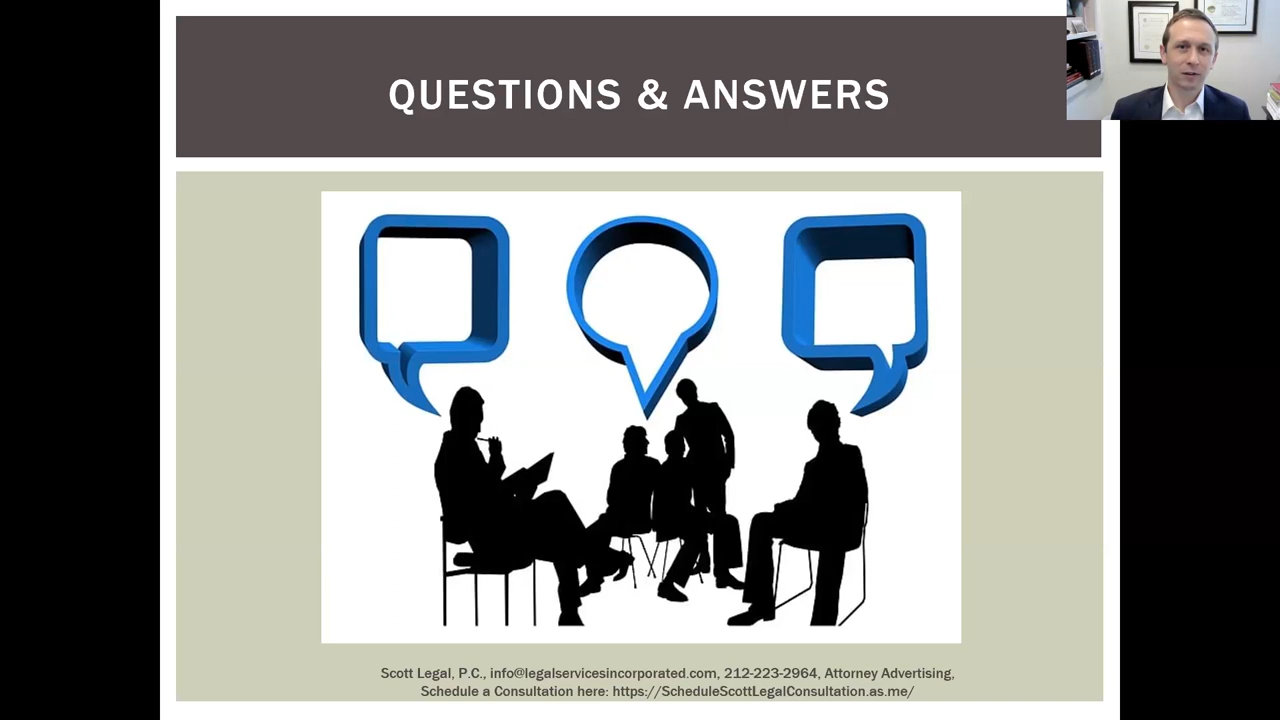 QUESTIONS & ANSWERS
Scott Legal, P.C., info@legalservicesincorporated.com, 212-223-2964, Attorney Advertising,
Schedule a Consultation here: https://ScheduleScottLegalConsultation.as.me/